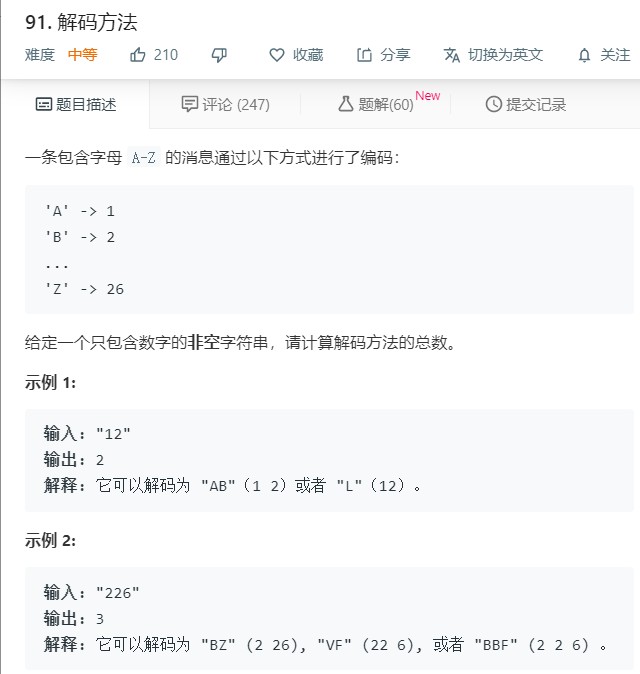 91. 解码方法
难度 中等 210 收藏 分享 切换为英文 关注
题目描述 评论 (247) 题解(60) New 提交记录
一条包含字母 A-Z 的消息通过以下方式进行了编码：
'A' -> 1
'B' -> 2
...
'Z' -> 26
给定一个只包含数字的非空字符串，请计算解码方法的总数。
示例 1:
输入: "12"
输出: 2
解释: 它可以解码为 "AB"（1 2）或者 "L"（12）。
示例 2:
输入: "226"
输出: 3
解释: 它可以解码为 "BZ" (2 26), "VF" (22 6), 或者 "BBF" (2 2 6) 。